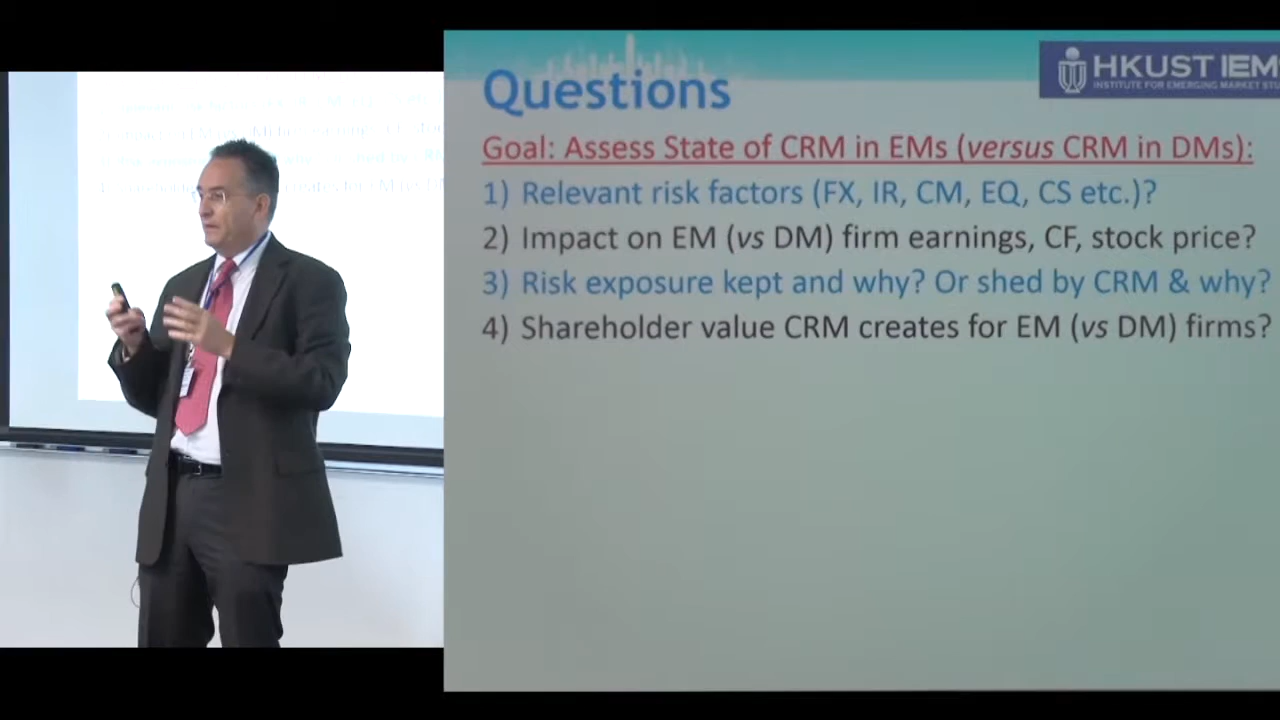 Questions
HKUST IEMS
INSTITUTE FOR EMERGING MARKET STU
Goal: Assess State of CRM in EMs (versus CRM in DMs):
1) Relevant risk factors (FX, IR, CM, EQ, CS etc.)?
2) Impact on EM (vs DM) firm earnings, CF, stock price?
3) Risk exposure kept and why? Or shed by CRM & why?
4) Shareholder value CRM creates for EM (vs DM) firms?